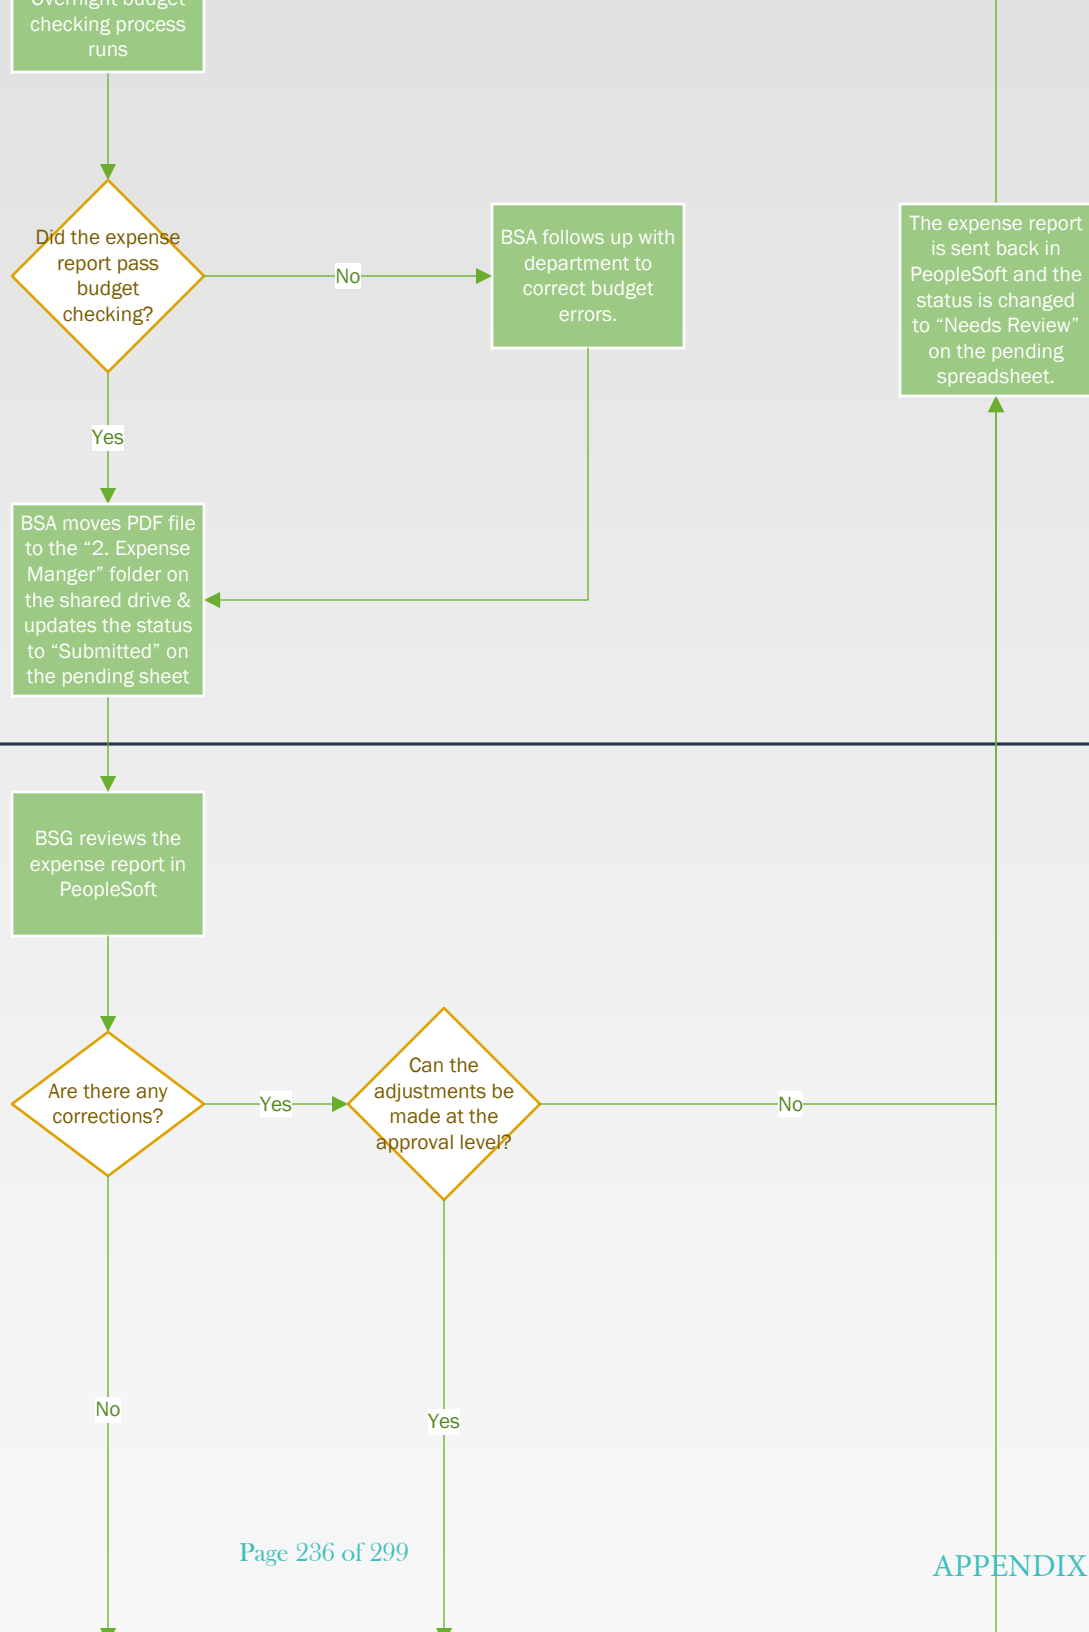 Overnight budget
checking process
runs
Did the expense
report pass
budget
checking?
No
BSA follows up with
department to
correct budget
errors.
The expense report
is sent back in
PeopleSoft and the
status is changed
to “Needs Review”
on the pending
spreadsheet.
Yes
BSA moves PDF file
to the “2. Expense
Manger” folder on
the shared drive &
updates the status
to “Submitted” on
the pending sheet
BSG reviews the
expense report in
PeopleSoft
Are there any
corrections?
Yes
Can the
adjustments be
made at the
approval level?
No
No
Yes
Page 236 of 299
APPENDIX